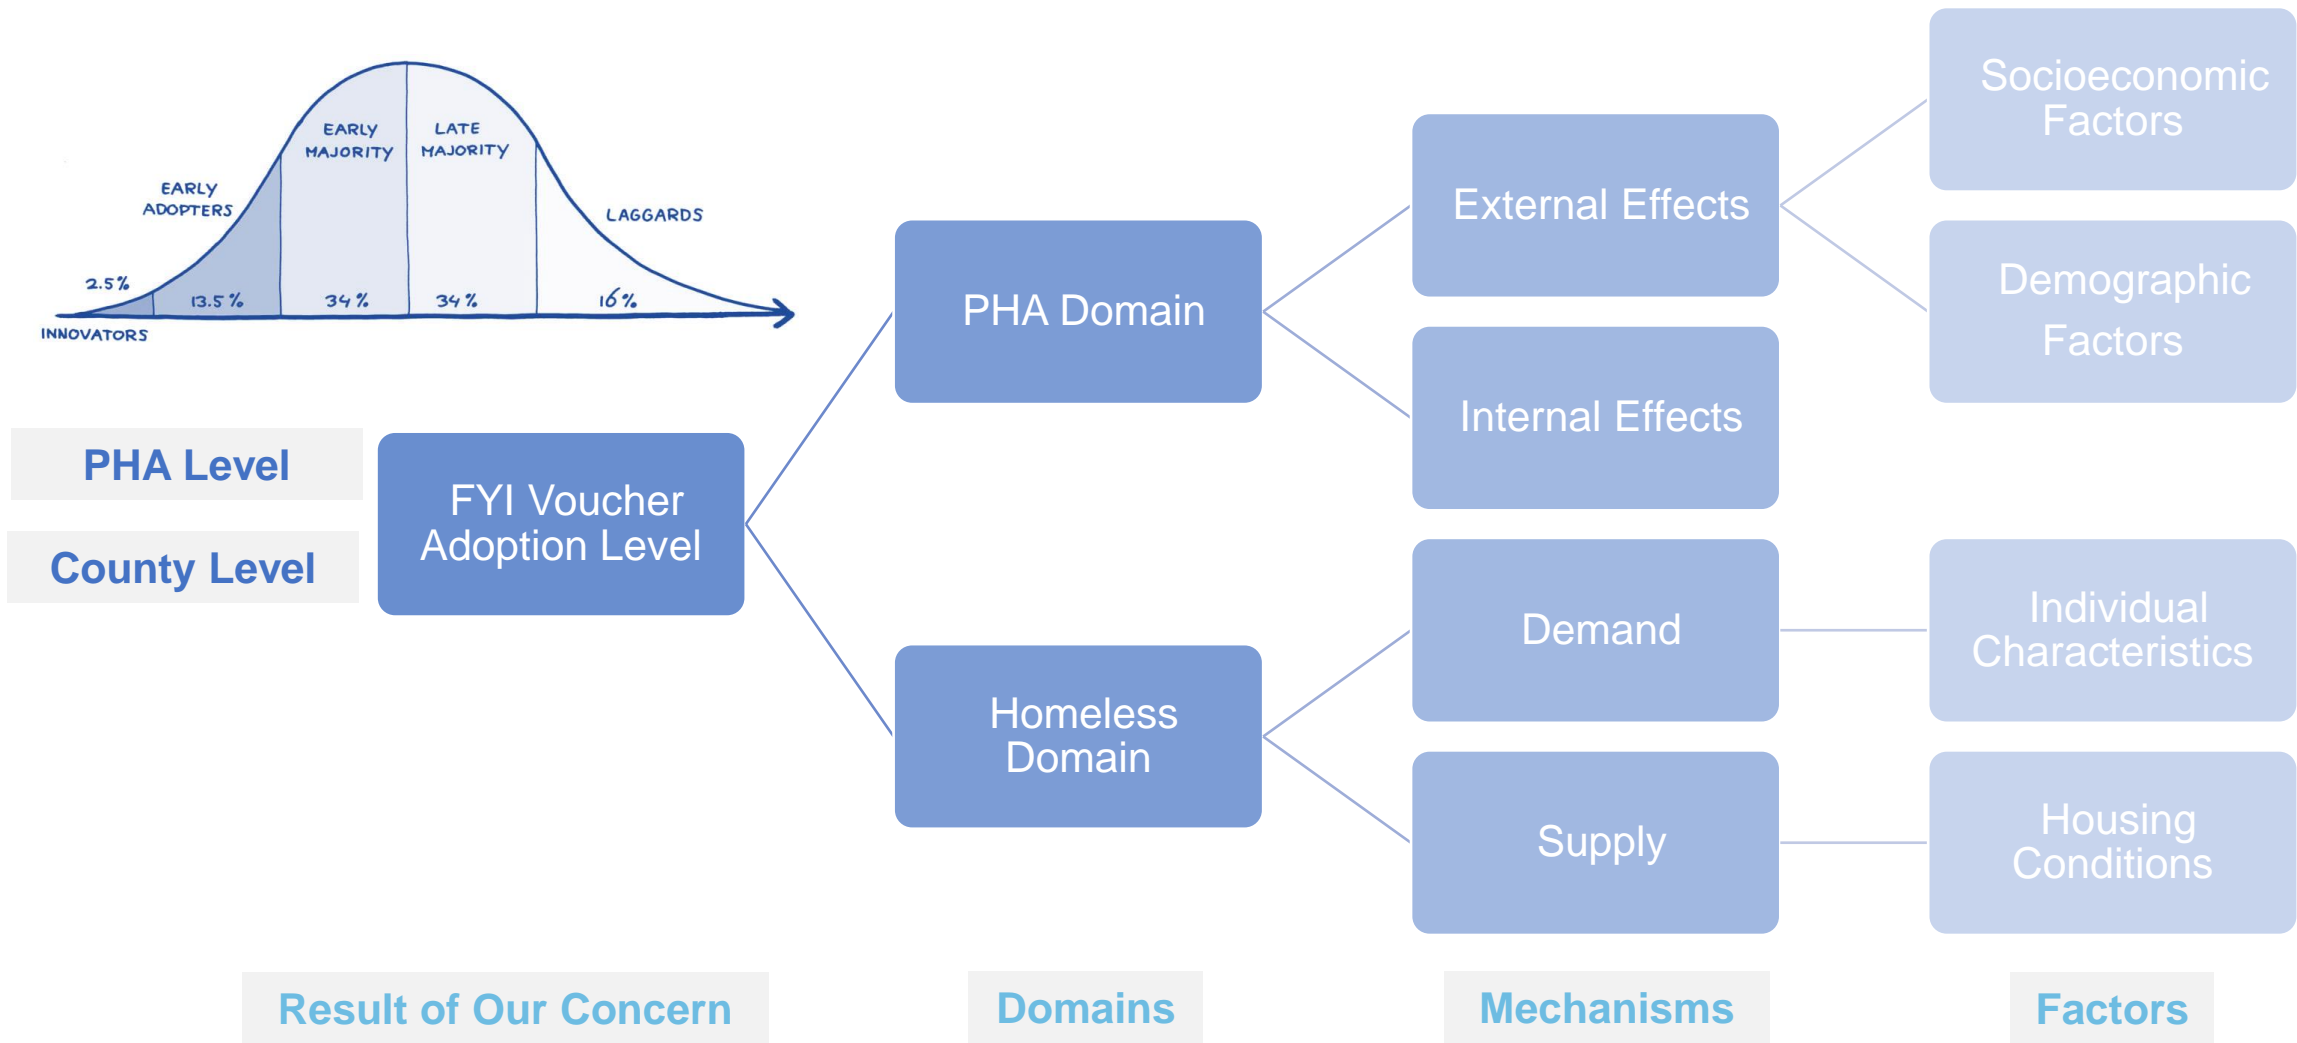 EARLY
MAJORITY
LATE
MAJORITY
EARLY
ADOPTERS
LAGGARDS
2.5%
13.5%
34%
34%
16%
INNOVATORS
PHA Level
County Level
FYI Voucher
Adoption Level
PHA Domain
Homeless
Domain
External Effects
Internal Effects
Demand
Supply
Socioeconomic
Factors
Demographic
Factors
Individual
Characteristics
Housing
Conditions
Result of Our Concern
Domains
Mechanisms
Factors